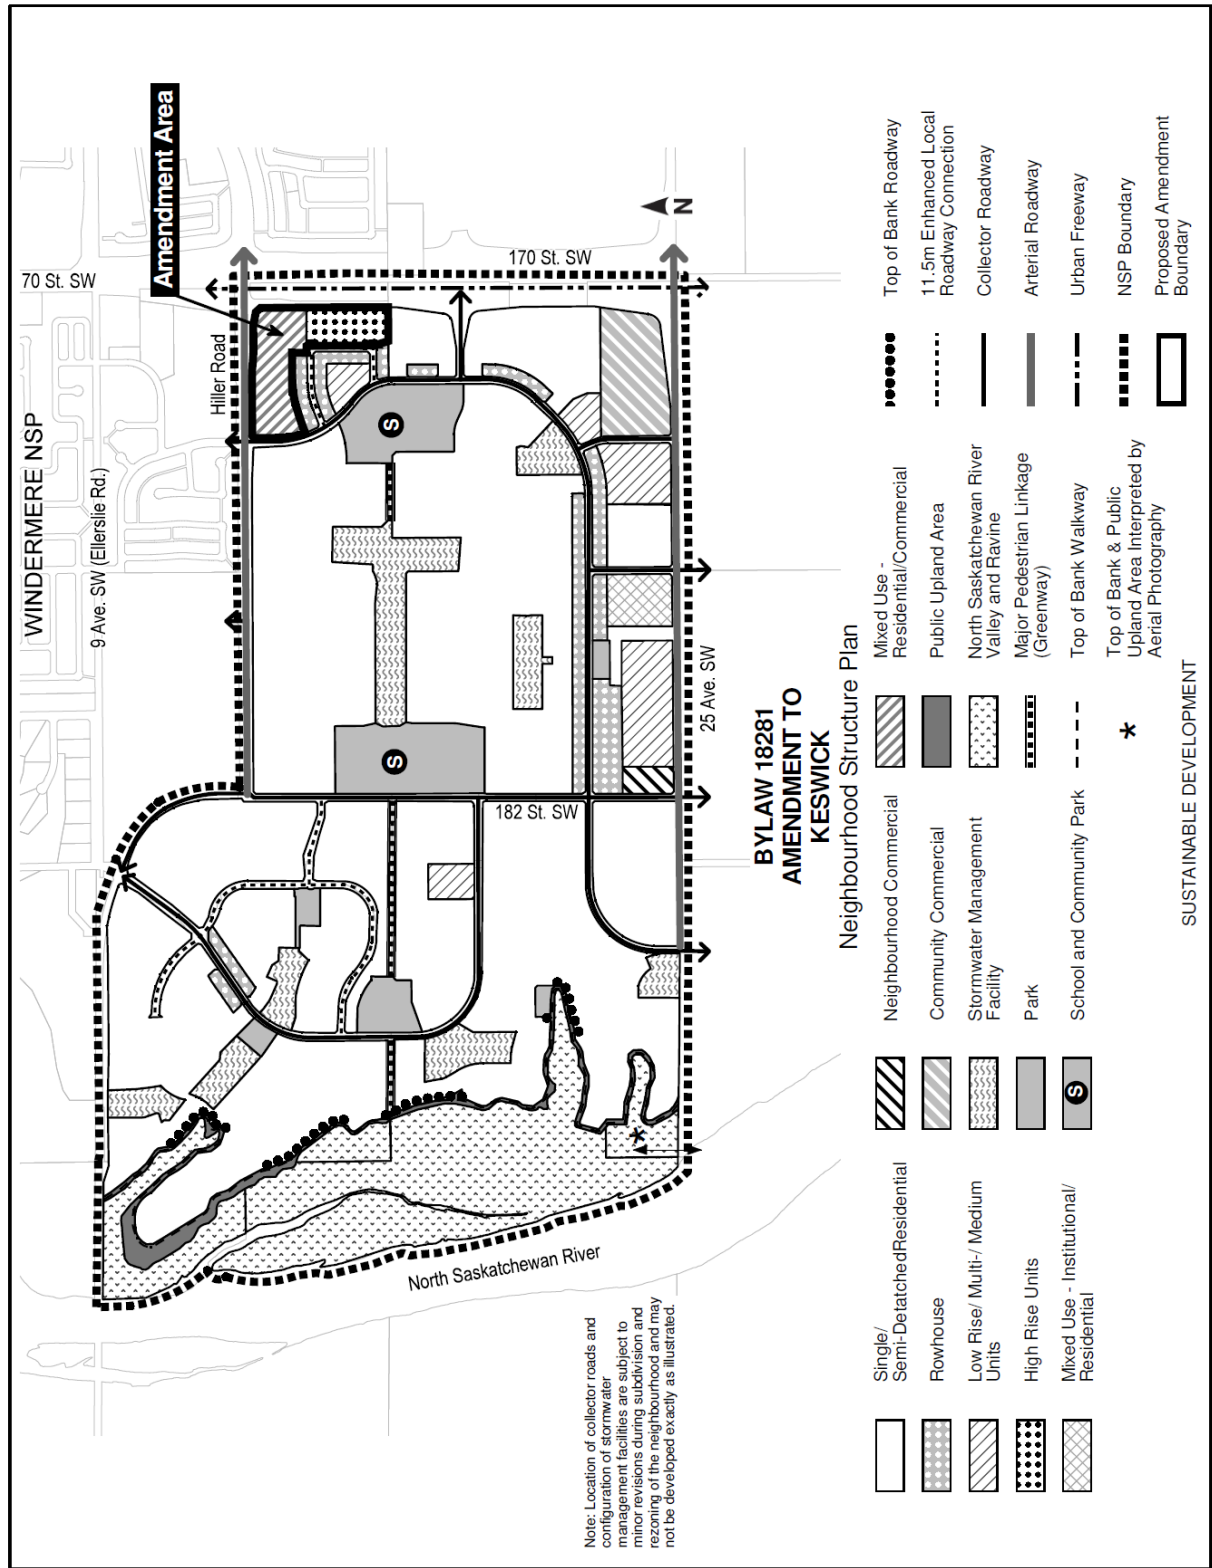 WINDERMERE NSP
9 Ave. SW (Ellerslie Rd.)
70 St. SW
Amendment Area
Hiller Road
170 St. SW
N
S
S
182 St. SW
25 Ave. SW
North Saskatchewan River
*
Note: Location of collector roads and
configuration of stormwater
management facilities are subject to
minor revisions during subdivision and
rezoning of the neighbourhood and may
not be developed exactly as illustrated.
BYLAW 18281
AMENDMENT TO
KESWICK
Neighbourhood Structure Plan
Single/
Semi-DetatchedResidential
Rowhouse
Low Rise/ Multi-/ Medium
Units
High Rise Units
Mixed Use - Institutional/
Residential
Neighbourhood Commercial
Community Commercial
Stormwater Management
Facility
Park
S
School and Community Park
Mixed Use -
Residential/Commercial
Public Upland Area
North Saskatchewan River
Valley and Ravine
Major Pedestrian Linkage
(Greenway)
Top of Bank Walkway
*
Top of Bank & Public
Upland Area Interpreted by
Aerial Photography
Top of Bank Roadway
11.5m Enhanced Local
Roadway Connection
Collector Roadway
Arterial Roadway
Urban Freeway
NSP Boundary
Proposed Amendment
Boundary
SUSTAINABLE DEVELOPMENT